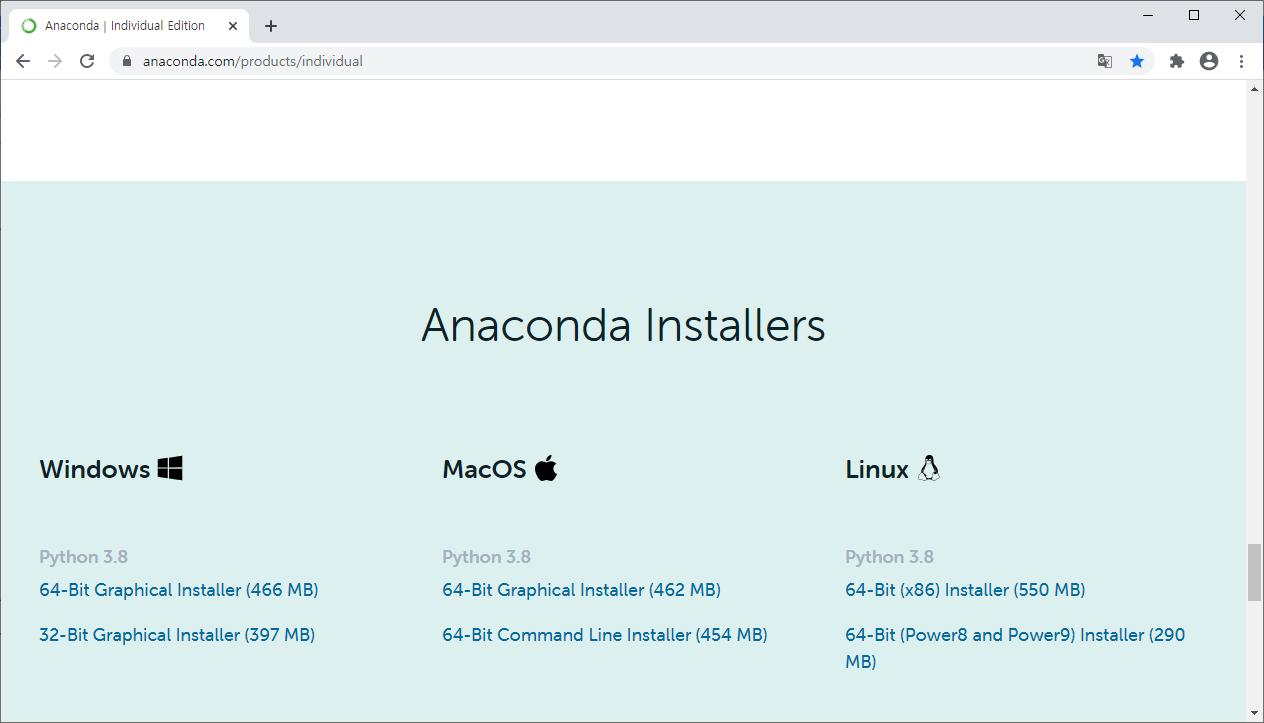 Anaconda | Individual Edition
anaconda.com/products/individual
Anaconda Installers
Windows
MacOS
Linux
Python 3.8
Python 3.8
Python 3.8
64-Bit Graphical Installer (466 MB)
64-Bit Graphical Installer (462 MB)
64-Bit (x86) Installer (550 MB)
32-Bit Graphical Installer (397 MB)
64-Bit Command Line Installer (454 MB)
64-Bit (Power8 and Power9) Installer (290
MB)